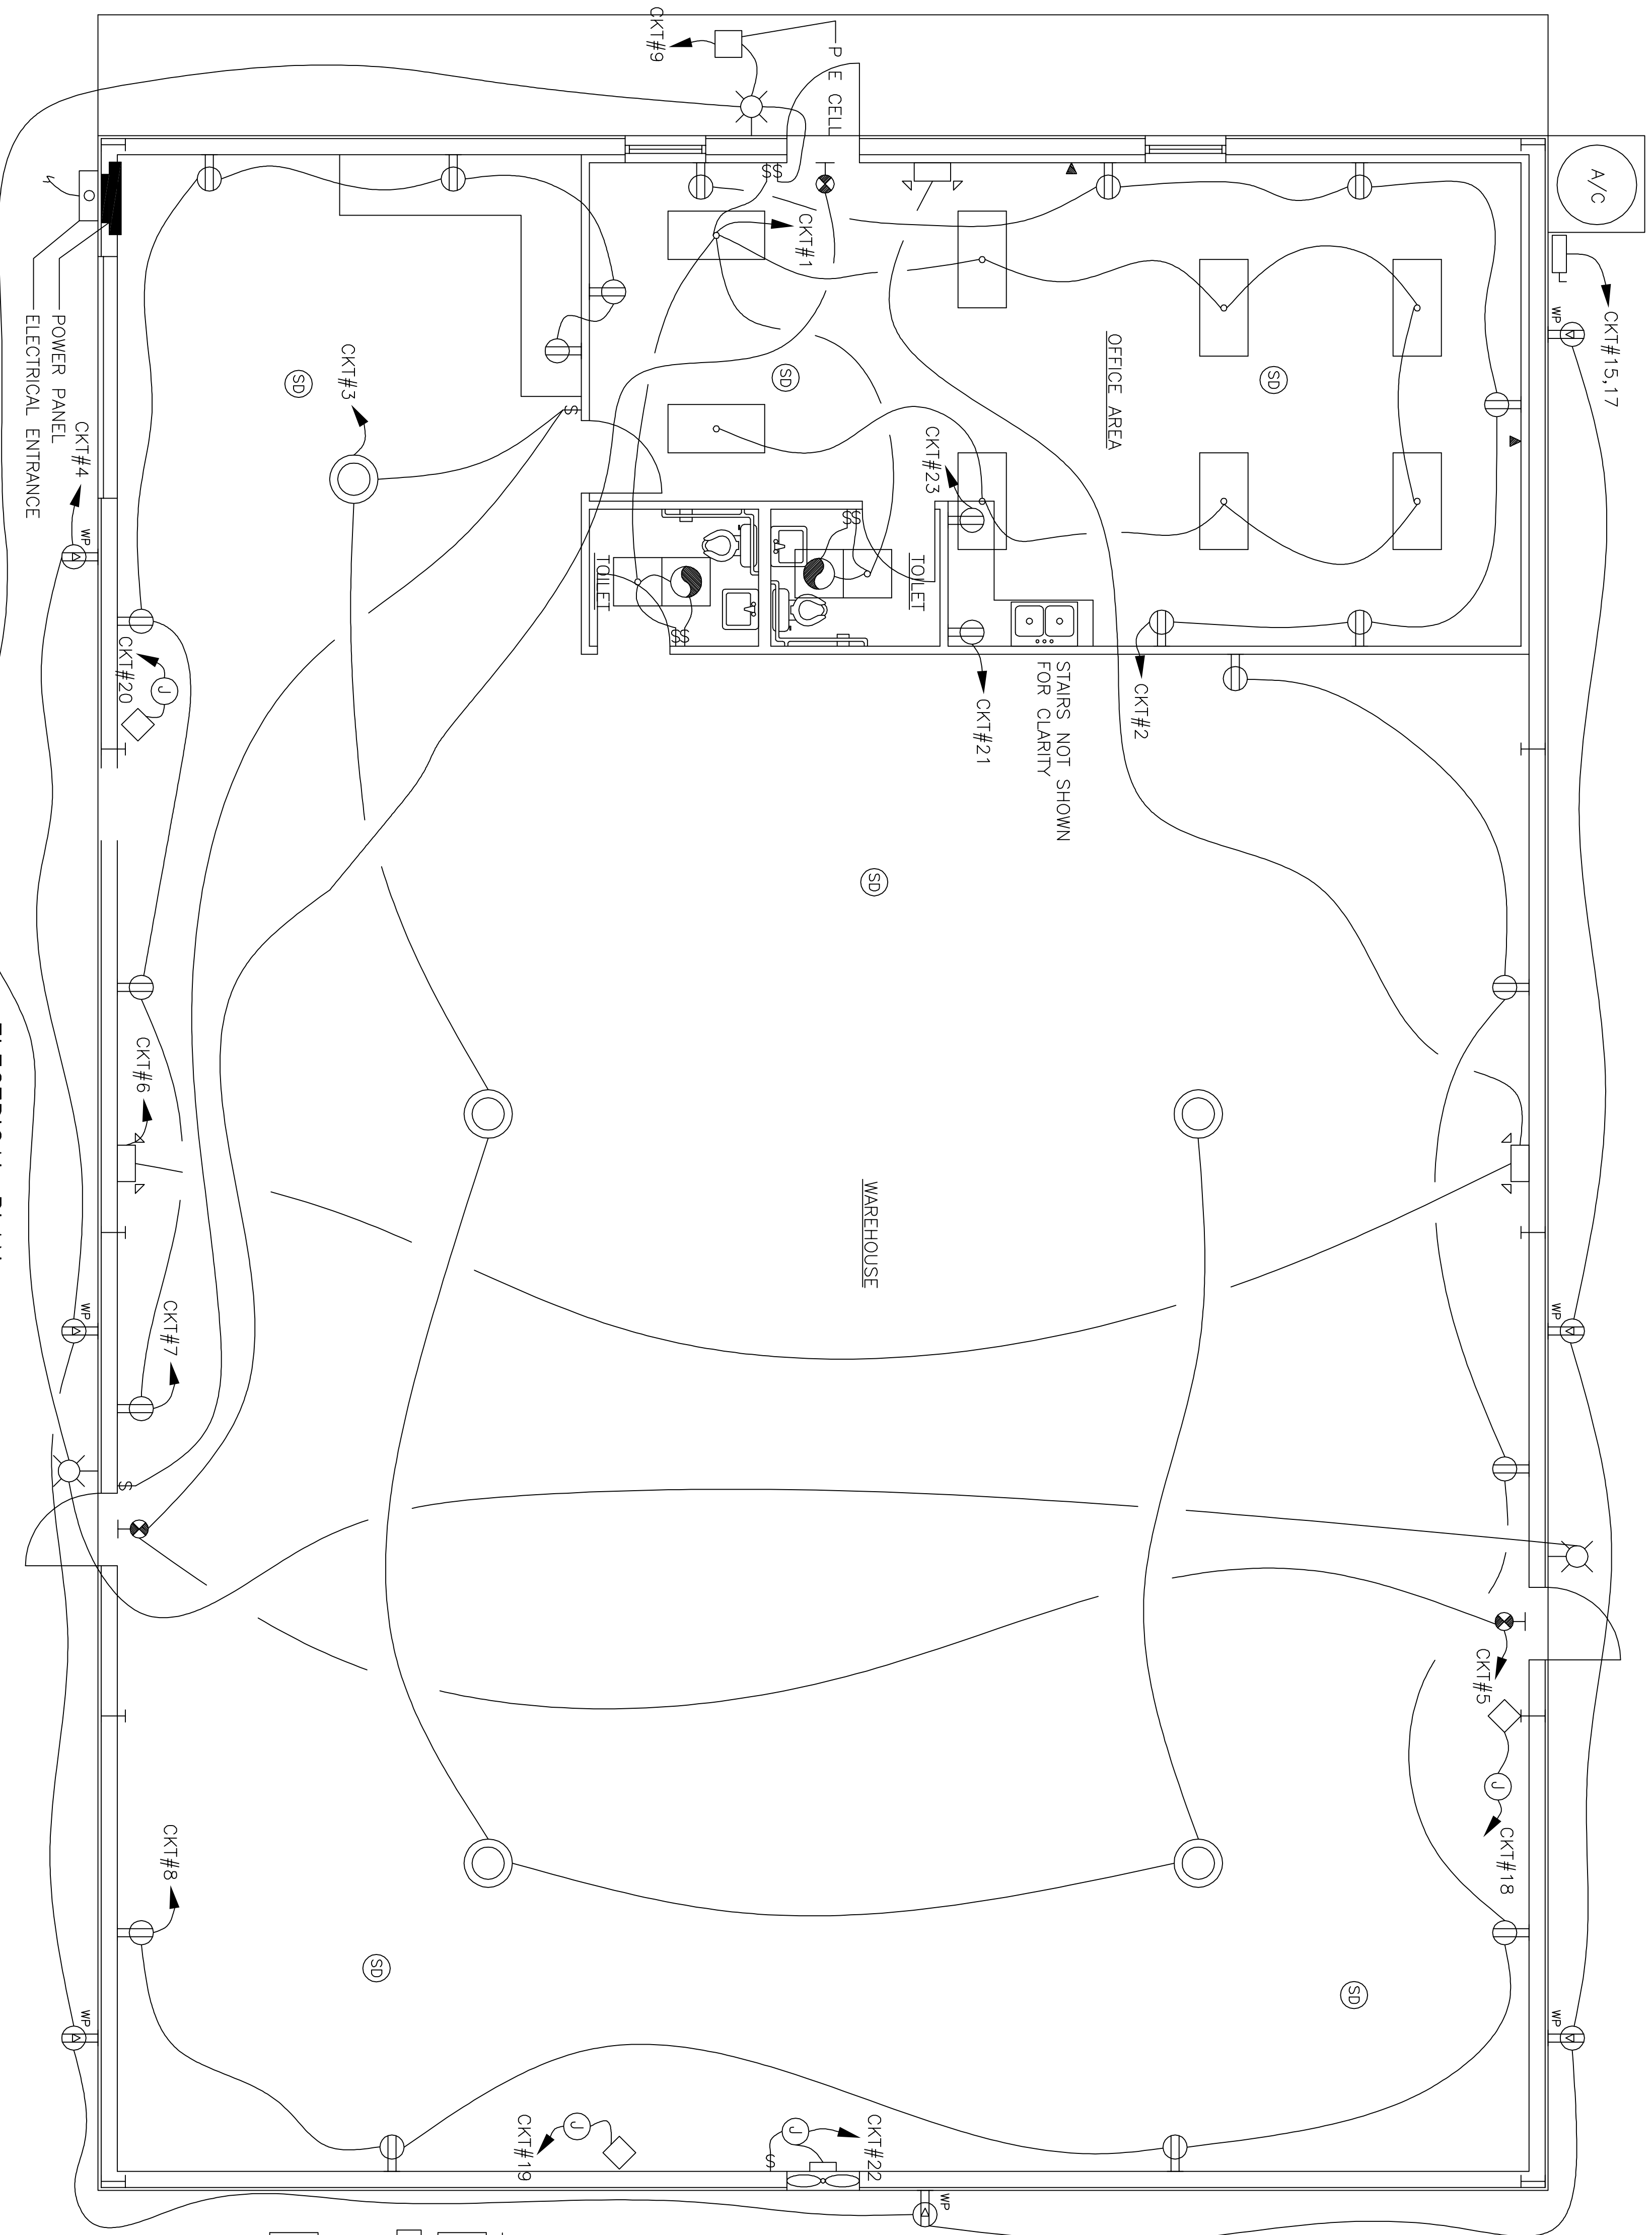 A/C
CKT#15,17
WP
WP
WP
P E CELL
CKT#9
CKT#1
OFFICE AREA
SD
SD
SD
CKT#3
CKT#23
CKT#2
CKT#21
STAIRS NOT SHOWN
FOR CLARITY
TOILET
TOILET
$$
$$
$$
$
POWER PANEL
ELECTRICAL ENTRANCE
CKT#4
WP
CKT#20
J
SD
WAREHOUSE
CKT#6
CKT#7
WP
$
CKT#5
J
CKT#18
CKT#8
SD
SD
WP
CKT#19
J
CKT#22
J
$
WP